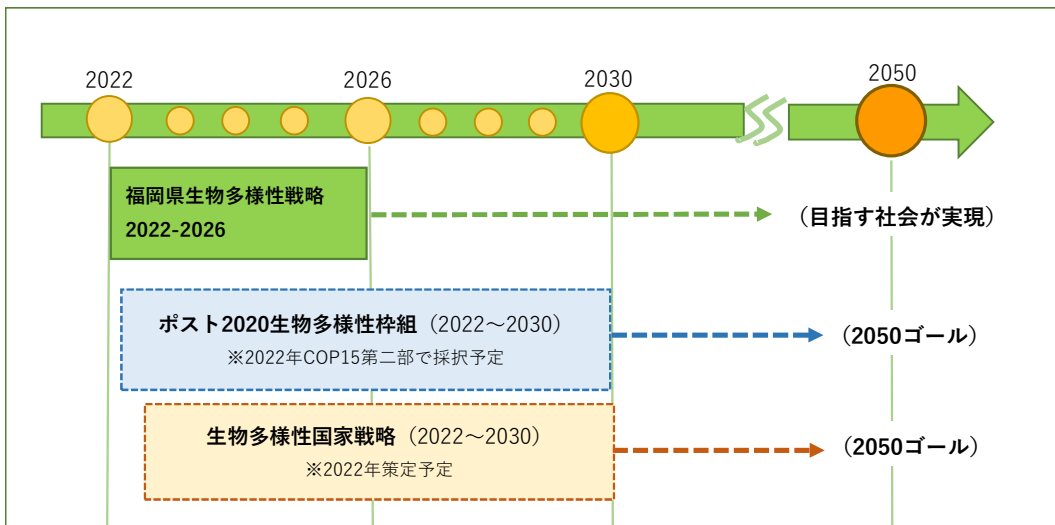 2022
2026
2030
2050
福岡県生物多様性戦略
2022-2026
（目指す社会が実現）
ポスト2020生物多様性枠組（2022～2030）
※2022年COP15第二部で採択予定
（2050ゴール）
生物多様性国家戦略（2022～2030）
※2022年策定予定
（2050ゴール）